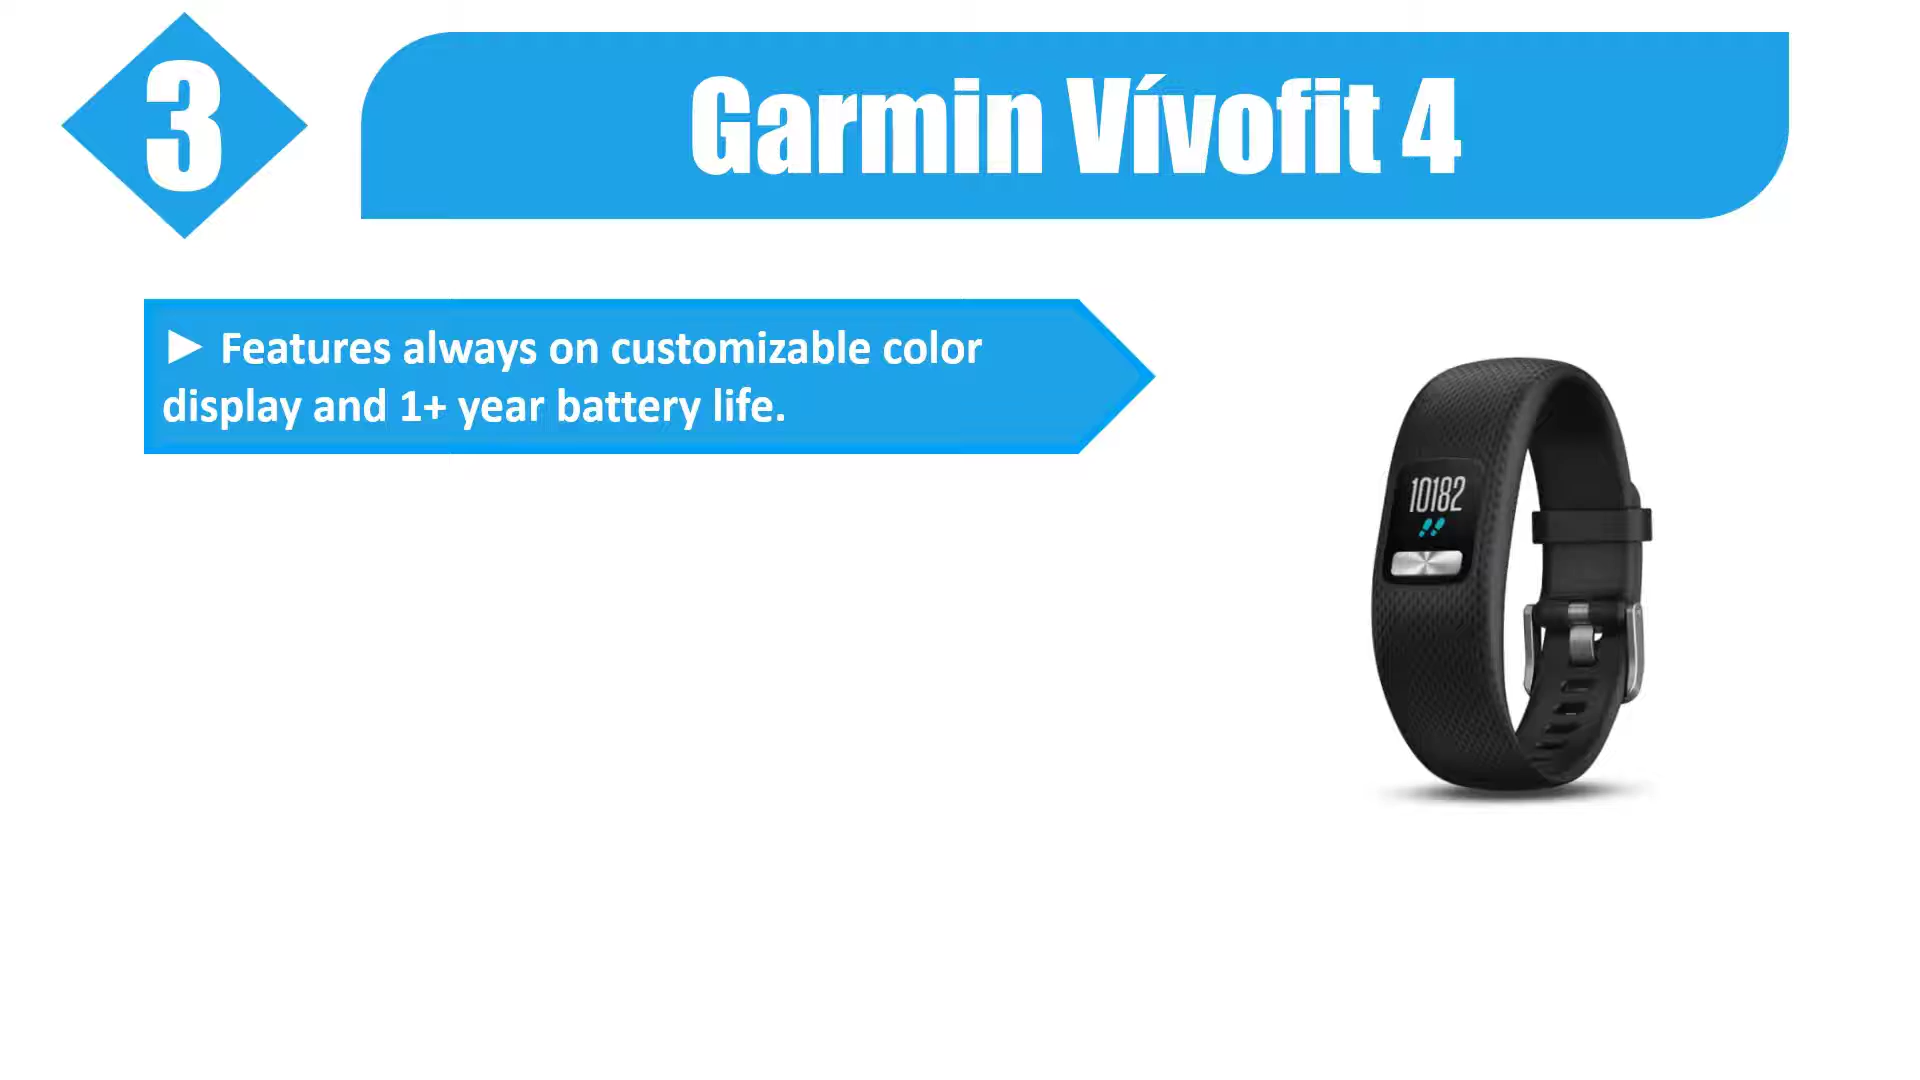 3
Garmin Vívofit 4
► Features always on customizable color
display and 1+ year battery life.
10182